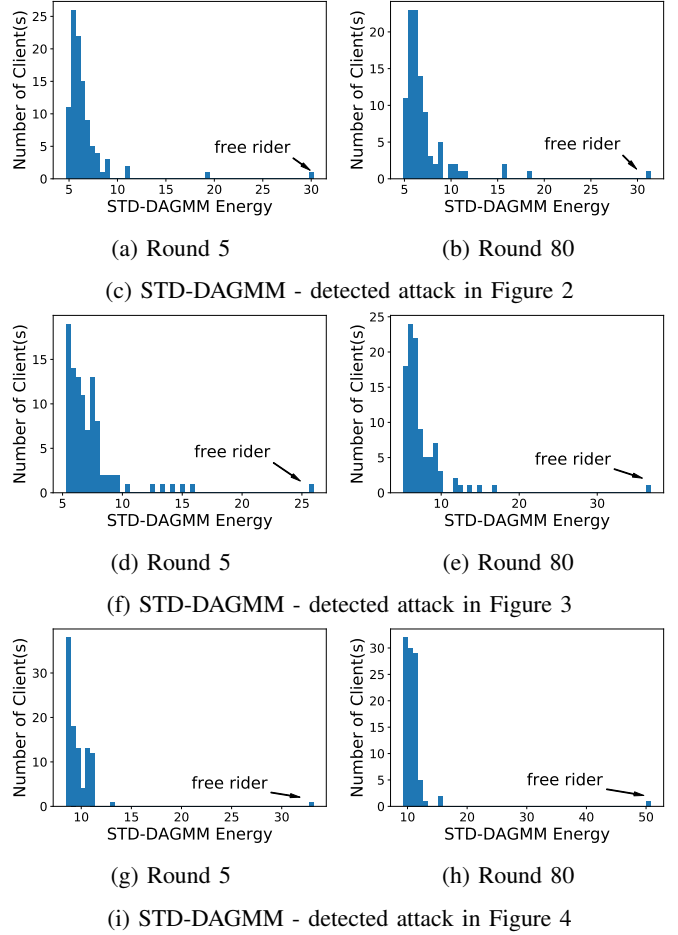 Number of Client(s)
25
20
15
10
5
0
free rider
5
10
15
20
25
30
STD-DAGMM Energy
(a) Round 5
Number of Client(s)
20
15
10
5
0
free rider
5
10
15
20
25
30
STD-DAGMM Energy
(b) Round 80
(c) STD-DAGMM - detected attack in Figure 2
Number of Client(s)
15
10
5
0
free rider
5
10
15
20
25
STD-DAGMM Energy
(d) Round 5
Number of Client(s)
25
20
15
10
5
0
free rider
10
20
30
STD-DAGMM Energy
(e) Round 80
(f) STD-DAGMM - detected attack in Figure 3
Number of Client(s)
30
20
10
0
free rider
10
15
20
25
30
STD-DAGMM Energy
(g) Round 5
Number of Client(s)
30
25
20
15
10
5
0
free rider
10
20
30
40
50
STD-DAGMM Energy
(h) Round 80
(i) STD-DAGMM - detected attack in Figure 4